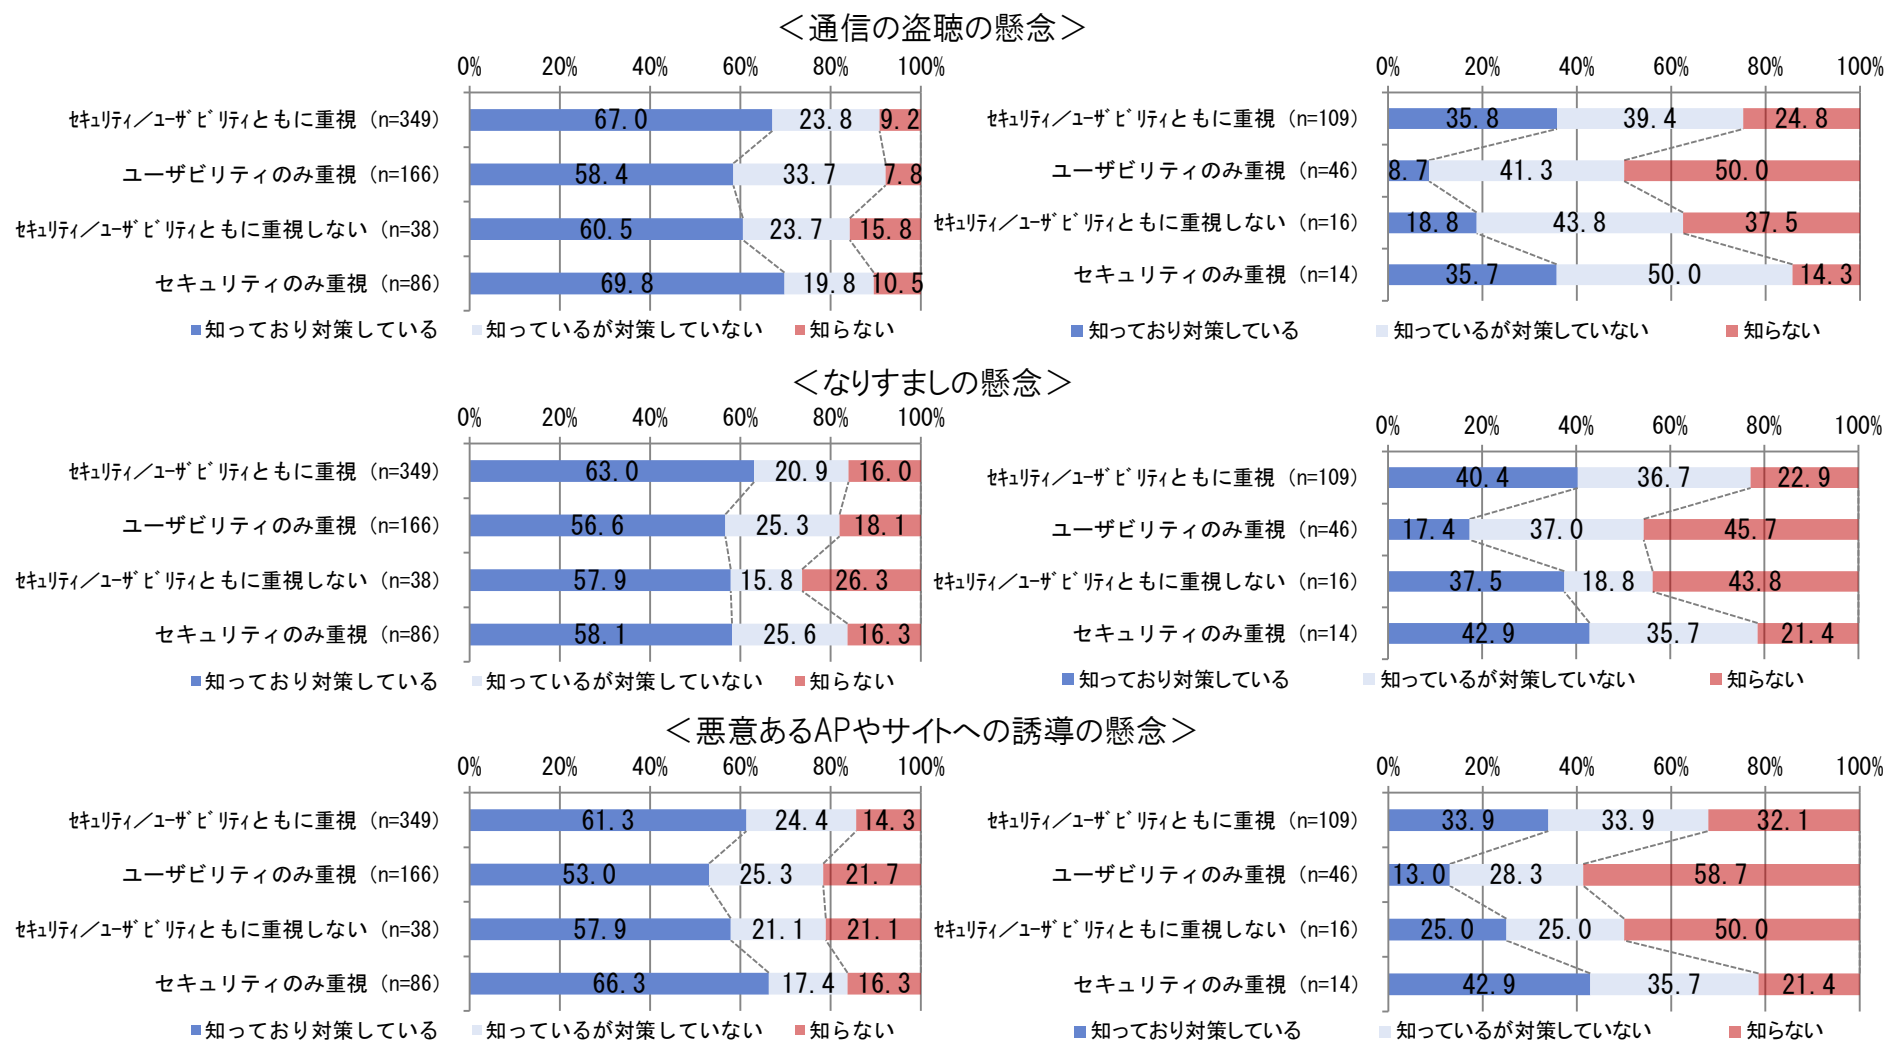 ＜通信の盗聴の懸念＞
0% 20% 40% 60% 80% 100%
ｾｷｭﾘﾃｨ／ﾕｰｻﾞﾋﾞﾘﾃｨともに重視（n=349） 67.0 23.8 9.2
ユーザビリティのみ重視（n=166） 58.4 33.7 7.8
ｾｷｭﾘﾃｨ／ﾕｰｻﾞﾋﾞﾘﾃｨともに重視しない（n=38） 60.5 23.7 15.8
セキュリティのみ重視（n=86） 69.8 19.8 10.5
知っており対策している 知っているが対策していない 知らない
0% 20% 40% 60% 80% 100%
ｾｷｭﾘﾃｨ／ﾕｰｻﾞﾋﾞﾘﾃｨともに重視（n=109） 35.8 39.4 24.8
ユーザビリティのみ重視（n=46） 8.7 41.3 50.0
ｾｷｭﾘﾃｨ／ﾕｰｻﾞﾋﾞﾘﾃｨともに重視しない（n=16） 18.8 43.8 37.5
セキュリティのみ重視（n=14） 35.7 50.0 14.3
知っており対策している 知っているが対策していない 知らない
＜なりすましの懸念＞
0% 20% 40% 60% 80% 100%
ｾｷｭﾘﾃｨ／ﾕｰｻﾞﾋﾞﾘﾃｨともに重視（n=349） 63.0 20.9 16.0
ユーザビリティのみ重視（n=166） 56.6 25.3 18.1
ｾｷｭﾘﾃｨ／ﾕｰｻﾞﾋﾞﾘﾃｨともに重視しない（n=38） 57.9 15.8 26.3
セキュリティのみ重視（n=86） 58.1 25.6 16.3
知っており対策している 知っているが対策していない 知らない
0% 20% 40% 60% 80% 100%
ｾｷｭﾘﾃｨ／ﾕｰｻﾞﾋﾞﾘﾃｨともに重視（n=109） 40.4 36.7 22.9
ユーザビリティのみ重視（n=46） 17.4 37.0 45.7
ｾｷｭﾘﾃｨ／ﾕｰｻﾞﾋﾞﾘﾃｨともに重視しない（n=16） 37.5 18.8 43.8
セキュリティのみ重視（n=14） 42.9 35.7 21.4
知っており対策している 知っているが対策していない 知らない
＜悪意あるAPやサイトへの誘導の懸念＞
0% 20% 40% 60% 80% 100%
ｾｷｭﾘﾃｨ／ﾕｰｻﾞﾋﾞﾘﾃｨともに重視（n=349） 61.3 24.4 14.3
ユーザビリティのみ重視（n=166） 53.0 25.3 21.7
ｾｷｭﾘﾃｨ／ﾕｰｻﾞﾋﾞﾘﾃｨともに重視しない（n=38） 57.9 21.1 21.1
セキュリティのみ重視（n=86） 66.3 17.4 16.3
知っており対策している 知っているが対策していない 知らない
0% 20% 40% 60% 80% 100%
ｾｷｭﾘﾃｨ／ﾕｰｻﾞﾋﾞﾘﾃｨともに重視（n=109） 33.9 33.9 32.1
ユーザビリティのみ重視（n=46） 13.0 28.3 58.7
ｾｷｭﾘﾃｨ／ﾕｰｻﾞﾋﾞﾘﾃｨともに重視しない（n=16） 25.0 25.0 50.0
セキュリティのみ重視（n=14） 42.9 35.7 21.4
知っており対策している 知っているが対策していない 知らない